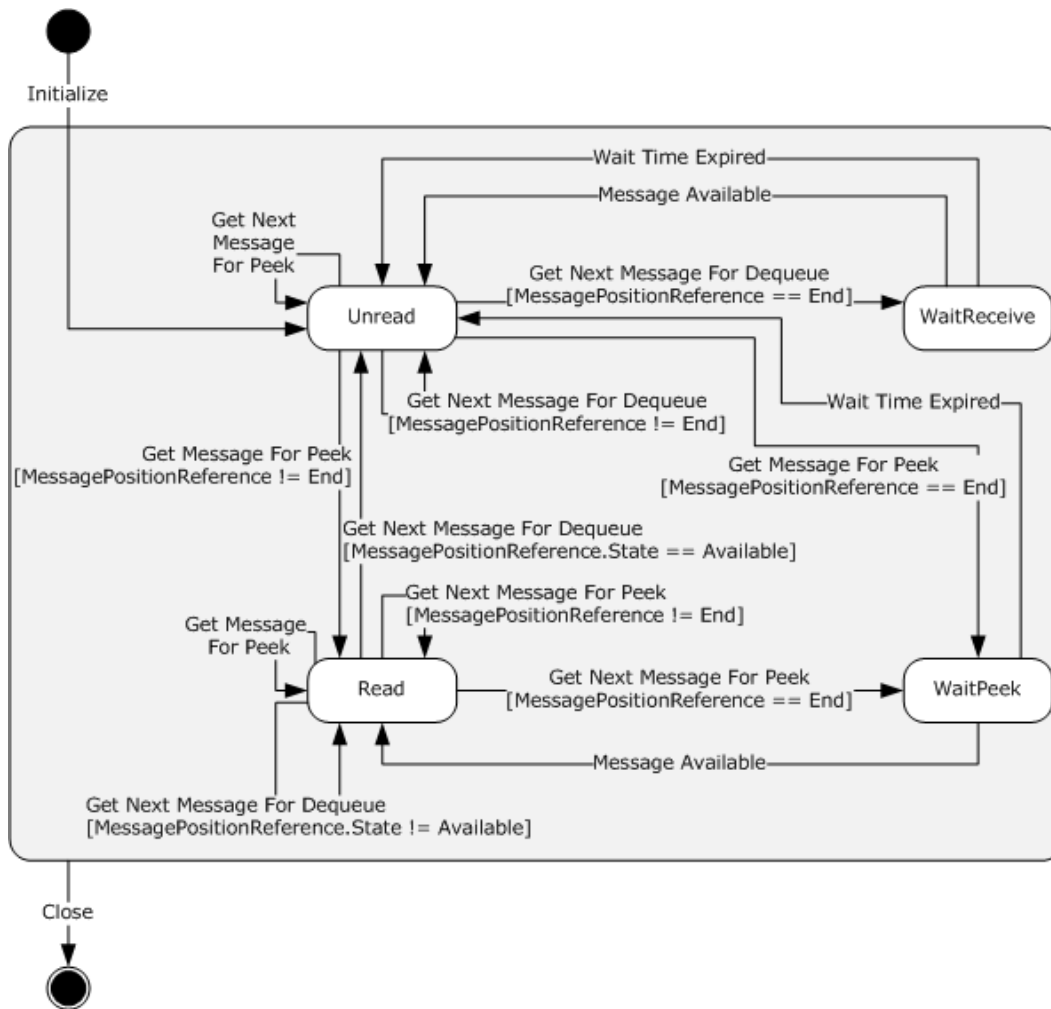 Initialize
Wait Time Expired
Message Available
Get Next
Message
For Peek
Get Next Message For Dequeue
[MessagePositionReference == End]
Unread
WaitReceive
Get Next Message For Dequeue
[MessagePositionReference != End]
Wait Time Expired
Get Message For Peek
[MessagePositionReference != End]
Get Message For Peek
[MessagePositionReference == End]
Get Next Message For Dequeue
[MessagePositionReference.State == Available]
Get Next Message For Peek
[MessagePositionReference != End]
Get Message
For Peek
Read
Get Next Message For Peek
[MessagePositionReference == End]
WaitPeek
Message Available
Get Next Message For Dequeue
[MessagePositionReference.State != Available]
Close